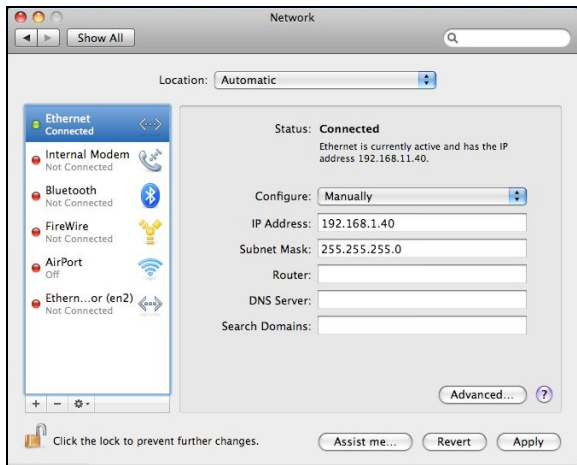 Network
Show All
Location: Automatic
Ethernet
Connected
Internal Modem
Not Connected
Bluetooth
Not Connected
FireWire
Not Connected
AirPort
Off
Ethern...or (en2)
Not Connected
Status: Connected
Ethernet is currently active and has the IP
address 192.168.11.40.
Configure: Manually
IP Address: 192.168.1.40
Subnet Mask: 255.255.255.0
Router:
DNS Server:
Search Domains:
Advanced... ?
+ −
Click the lock to prevent further changes.
Assist me... Revert Apply